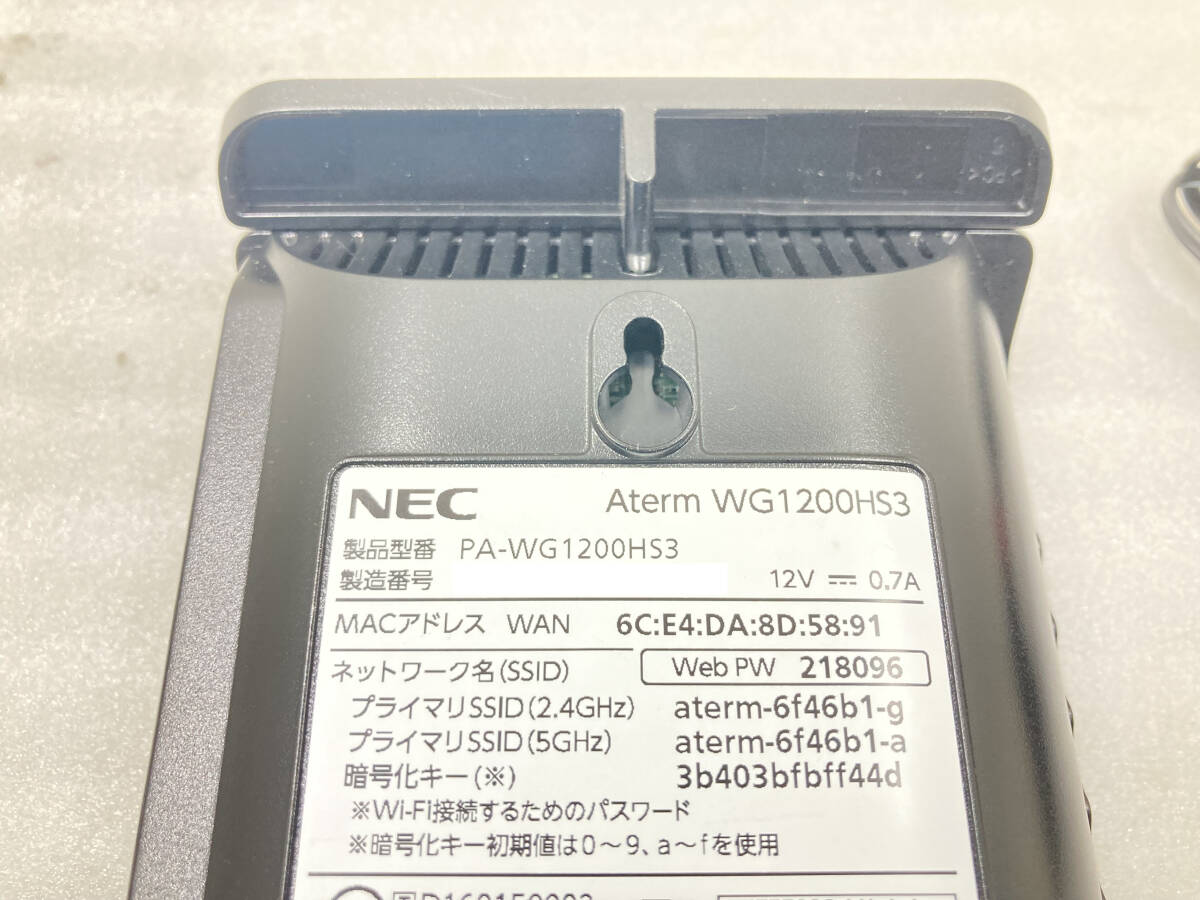 >PC<
NEC Aterm WG1200HS3
製品型番 PA-WG1200HS3
製造番号 12V 0.7A
MACアドレス WAN 6C:E4:DA:8D:58:91
ネットワーク名(SSID) Web PW 218096
プライマリSSID(2.4GHz) aterm-6f46b1-g
プライマリSSID(5GHz) aterm-6f46b1-a
暗号化キー(※) 3b403bfbff44d
※Wi-Fi接続するためのパスワード
※暗号化キー初期値は0～9、a～fを使用